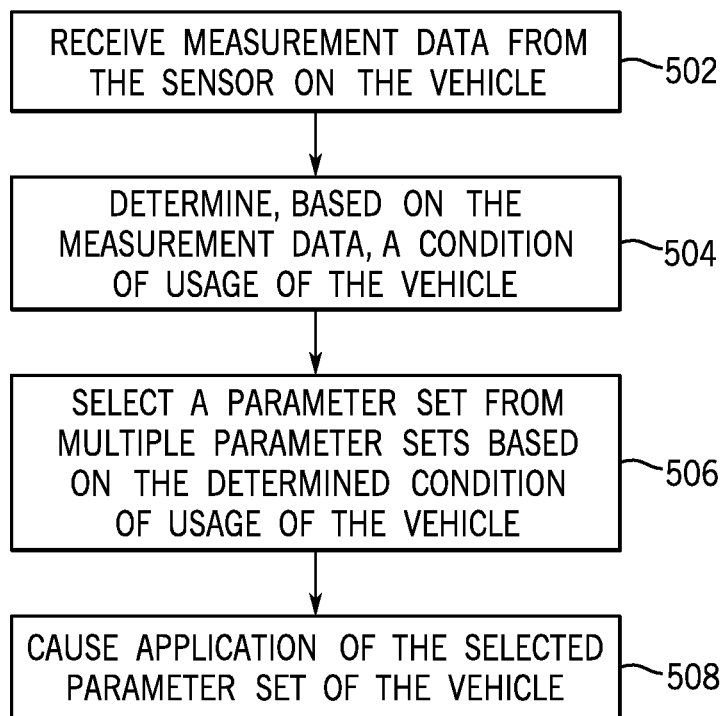 RECEIVE MEASUREMENT DATA FROM
THE SENSOR ON THE VEHICLE
502
DETERMINE, BASED ON THE
MEASUREMENT DATA, A CONDITION
OF USAGE OF THE VEHICLE
504
SELECT A PARAMETER SET FROM
MULTIPLE PARAMETER SETS BASED
ON THE DETERMINED CONDITION
OF USAGE OF THE VEHICLE
506
CAUSE APPLICATION OF THE SELECTED
PARAMETER SET OF THE VEHICLE
508